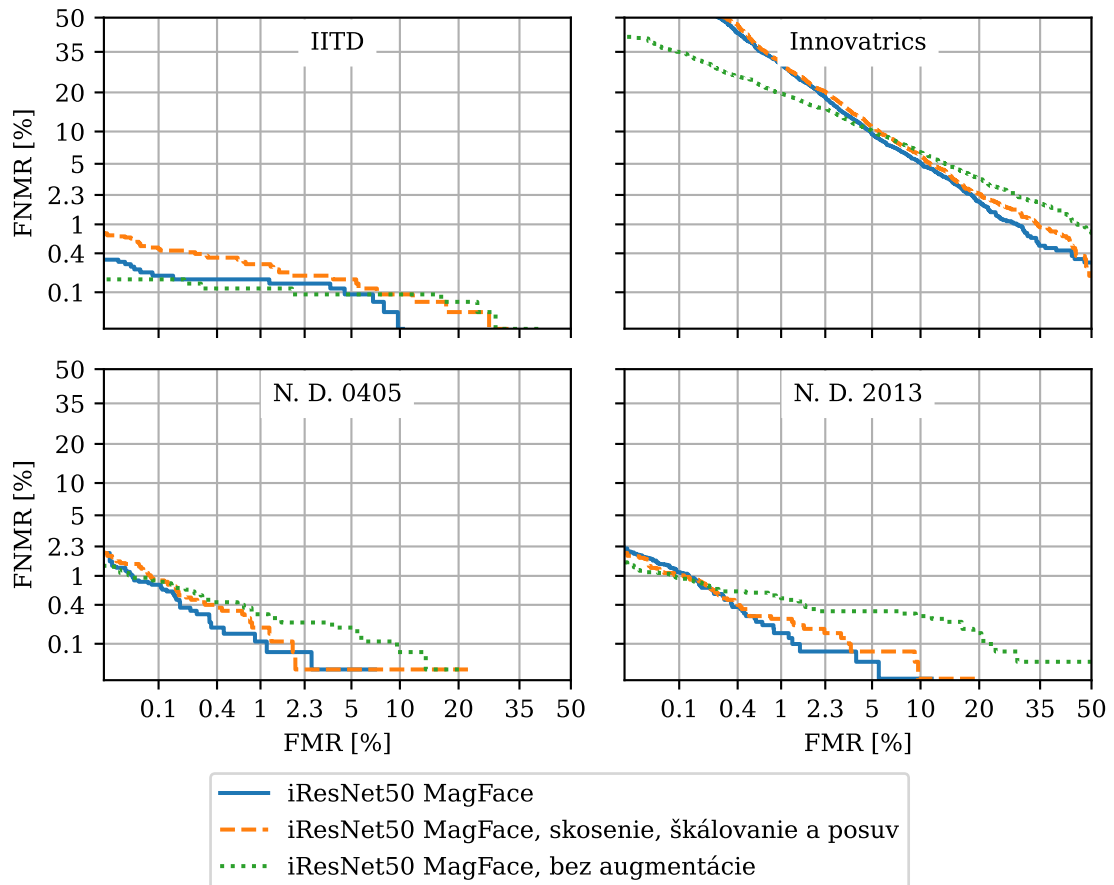 IITD
Innovatrics
50
35
20
10
5
2.3
1
0.4
0.1
FNMR [%]
N. D. 0405
N. D. 2013
50
35
20
10
5
2.3
1
0.4
0.1
FNMR [%]
0.1 0.4 1 2.3 5 10 20 35 50
0.1 0.4 1 2.3 5 10 20 35 50
FMR [%]
FMR [%]
iResNet50 MagFace
iResNet50 MagFace, skosenie, škálovanie a posuv
iResNet50 MagFace, bez augmentácie